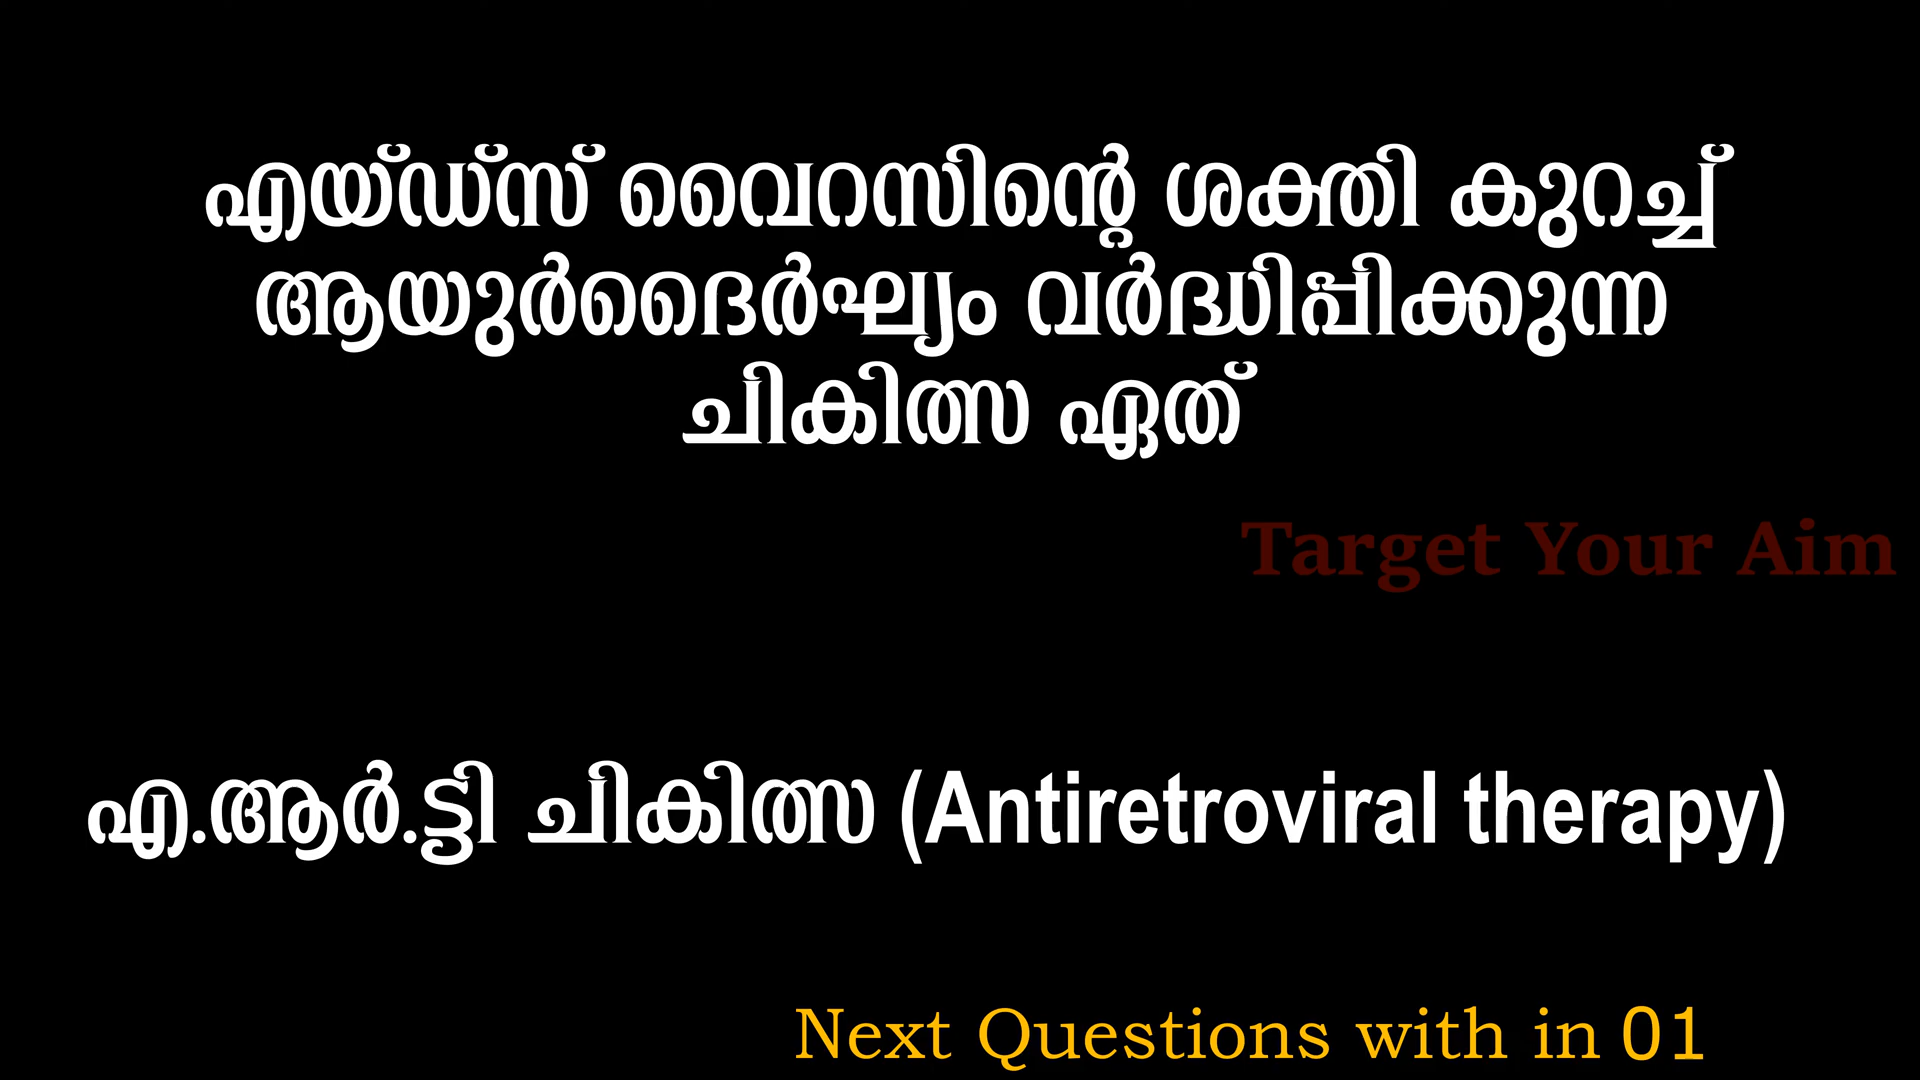 എയ്ഡ്സ് വൈറസിന്റെ ശക്തി കുറച്ച്
ആയുർദൈർഘ്യം വർദ്ധിപ്പിക്കുന്ന
ചികിത്സ ഏത്
Target Your Aim
എ.ആർ.ട്ടി ചികിത്സ (Antiretroviral therapy)
Next Questions with in 01